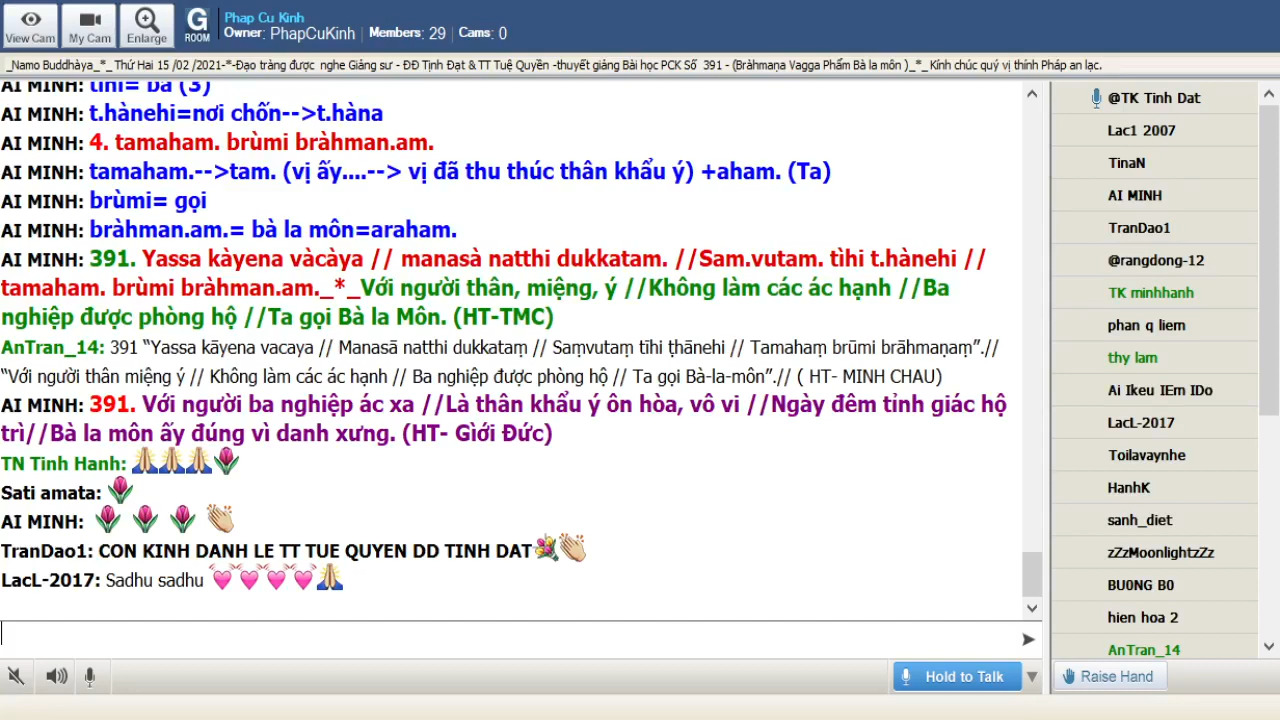 Phap Cu Kinh
Owner: PhapCuKinh | Members: 29 | Cams: 0
View Cam
My Cam
Enlarge
G
ROOM
_Namo Buddhàya_*_ Thứ Hai 15 /02 /2021-*-Đạo tràng được nghe Giảng sư - ĐĐ Tịnh Đạt & TT Tuệ Quyền -thuyết giảng Bài học PCK Số 391 - (Bràhmaṇa Vagga Phẩm Bà la môn )_*_ Kính chúc quý vị thính Pháp an lạc.
AI MINH: tìhi= ba (3)
AI MINH: t.hànehi=nơi chốn-->t.hàna
AI MINH: 4. tamaham. brùmi bràhman.am.
AI MINH: tamaham.-->tam. (vị ấy....--> vị đã thu thúc thân khẩu ý) +aham. (Ta)
AI MINH: brùmi= gọi
AI MINH: bràhman.am.= bà la môn=araham.
AI MINH: 391. Yassa kàyena vàcàya // manasà natthi dukkatam. //Sam.vutam. tìhi t.hànehi //
tamaham. brùmi bràhman.am._*_Với người thân, miệng, ý //Không làm các ác hạnh //Ba
nghiệp được phòng hộ //Ta gọi Bà la Môn. (HT-TMC)
AnTran_14: 391 “Yassa kāyena vacaya // Manasā natthi dukkataṃ // Saṃvutaṃ tīhi ṭhānehi // Tamahaṃ brūmi brāhmaṇaṃ”.//
“Với người thân miệng ý // Không làm các ác hạnh // Ba nghiệp được phòng hộ // Ta gọi Bà-la-môn”.// ( HT- MINH CHAU)
AI MINH: 391. Với người ba nghiệp ác xa //Là thân khẩu ý ôn hòa, vô vi //Ngày đêm tinh giác hộ
trì//Bà la môn ấy đúng vì danh xưng. (HT- Giới Đức)
TN Tinh Hanh:
Sati amata:
AI MINH:
TranDao1: CON KINH DANH LE TT TUE QUYEN DD TINH DAT
LacL-2017: Sadhu sadhu
Hold to Talk
@TK Tinh Dat
Lac1 2007
TinaN
AI MINH
TranDao1
@rangdong-12
TK minhhanh
phan q liem
thy lam
Ai Ikeu IEm IDo
LacL-2017
Toilavaynhe
HanhK
sanh_diet
zZzMoonlightzZz
BU0NG B0
hien hoa 2
AnTran_14
Raise Hand